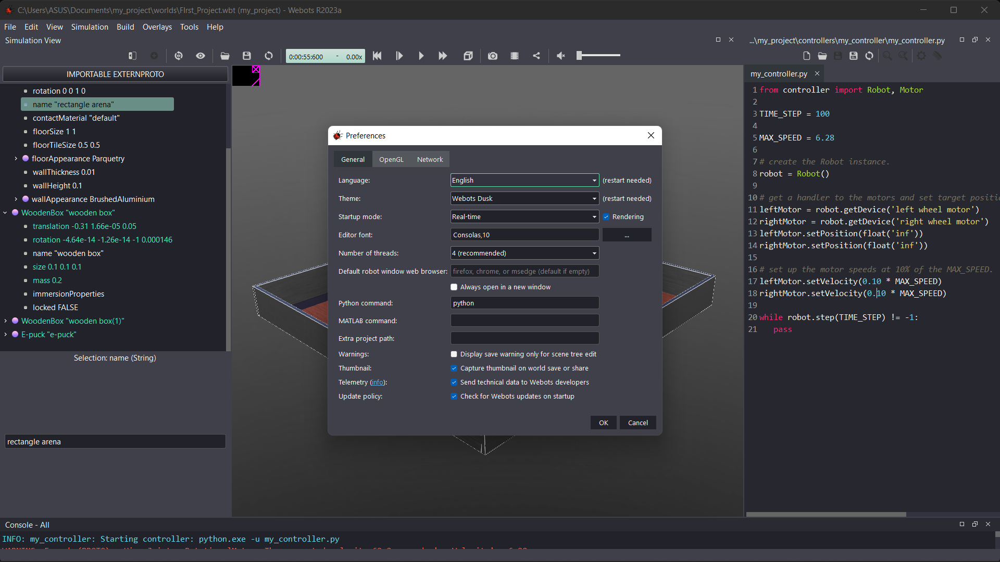 C:\Users\ASUS\Documents\my_project\worlds\FIrst_Project.wbt (my_project) - Webots R2023a
File Edit View Simulation Build Overlays Tools Help
Simulation View
...\my_project\controllers\my_controller\my_controller.py
0:00:55:600 - 0.00x
IMPORTABLE EXTERNPROTO
rotation 0 0 1 0
name "rectangle arena"
contactMaterial "default"
floorSize 1 1
floorTileSize 0.5 0.5
floorAppearance Parquetry
wallThickness 0.01
wallHeight 0.1
wallAppearance BrushedAluminium
WoodenBox "wooden box"
translation -0.31 1.66e-05 0.05
rotation -4.64e-14 -1.26e-14 -1 0.000146
name "wooden box"
size 0.1 0.1 0.1
mass 0.2
immersionProperties
locked FALSE
WoodenBox "wooden box(1)"
E-puck "e-puck"
Selection: name (String)
rectangle arena
Preferences
General OpenGL Network
Language: English (restart needed)
Theme: Webots Dusk (restart needed)
Startup mode: Real-time Rendering
Editor font: Consolas,10 ...
Number of threads: 4 (recommended)
Default robot window web browser: firefox, chrome, or msedge (default if empty)
Always open in a new window
Python command: python
MATLAB command:
Extra project path:
Warnings: Display save warning only for scene tree edit
Thumbnail: Capture thumbnail on world save or share
Telemetry (info): Send technical data to Webots developers
Update policy: Check for Webots updates on startup
OK Cancel
my_controller.py
1 from controller import Robot, Motor
2
3 TIME_STEP = 100
4
5 MAX_SPEED = 6.28
6
7 # create the Robot instance.
8 robot = Robot()
9
10 # get a handler to the motors and set target positi
11 leftMotor = robot.getDevice('left wheel motor')
12 rightMotor = robot.getDevice('right wheel motor')
13 leftMotor.setPosition(float('inf'))
14 rightMotor.setPosition(float('inf'))
15
16 # set up the motor speeds at 10% of the MAX_SPEED.
17 leftMotor.setVelocity(0.10 * MAX_SPEED)
18 rightMotor.setVelocity(0.10 * MAX_SPEED)
19
20 while robot.step(TIME_STEP) != -1:
21 pass
Console - All
INFO: my_controller: Starting controller: python.exe -u my_controller.py